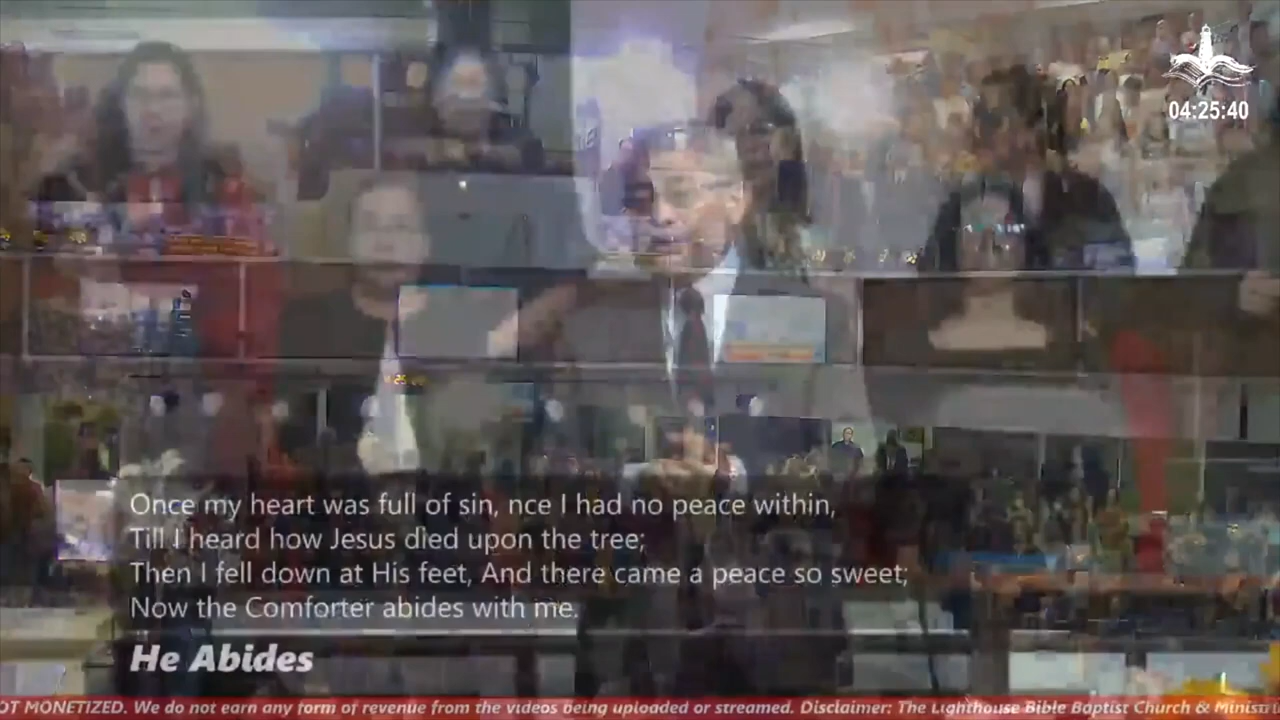 04:25:40
Once my heart was full of sin, nce I had no peace within,
Till I heard how Jesus died upon the tree;
Then I fell down at His feet, And there came a peace so sweet;
Now the Comforter abides with me.
He Abides
OT MONETIZED. We do not earn any form of revenue from the videos being uploaded or streamed. Disclaimer: The Lighthouse Bible Baptist Church & Ministri